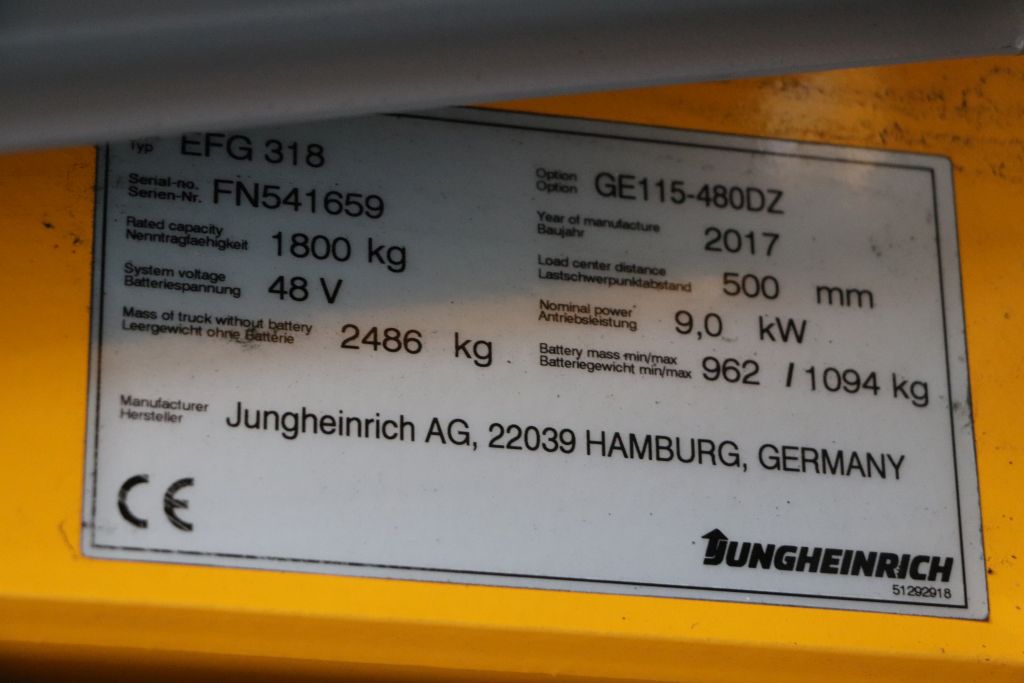 Typ EFG 318
Option
Option GE115-480DZ
Serial-no.
Serien-Nr. FN541659
Year of manufacture
Baujahr 2017
Rated capacity
Nenntragfaehigkeit 1800 kg
Load center distance
Lastschwerpunktabstand 500 mm
System voltage
Batteriespannung 48 V
Nominal power
Antriebsleistung 9,0 kW
Mass of truck without battery
Leergewicht ohne Batterie 2486 kg
Battery mass min/max
Batteriegewicht min/max 962 / 1094 kg
Manufacturer
Hersteller Jungheinrich AG, 22039 HAMBURG, GERMANY
CE
JUNGHEINRICH
51292918